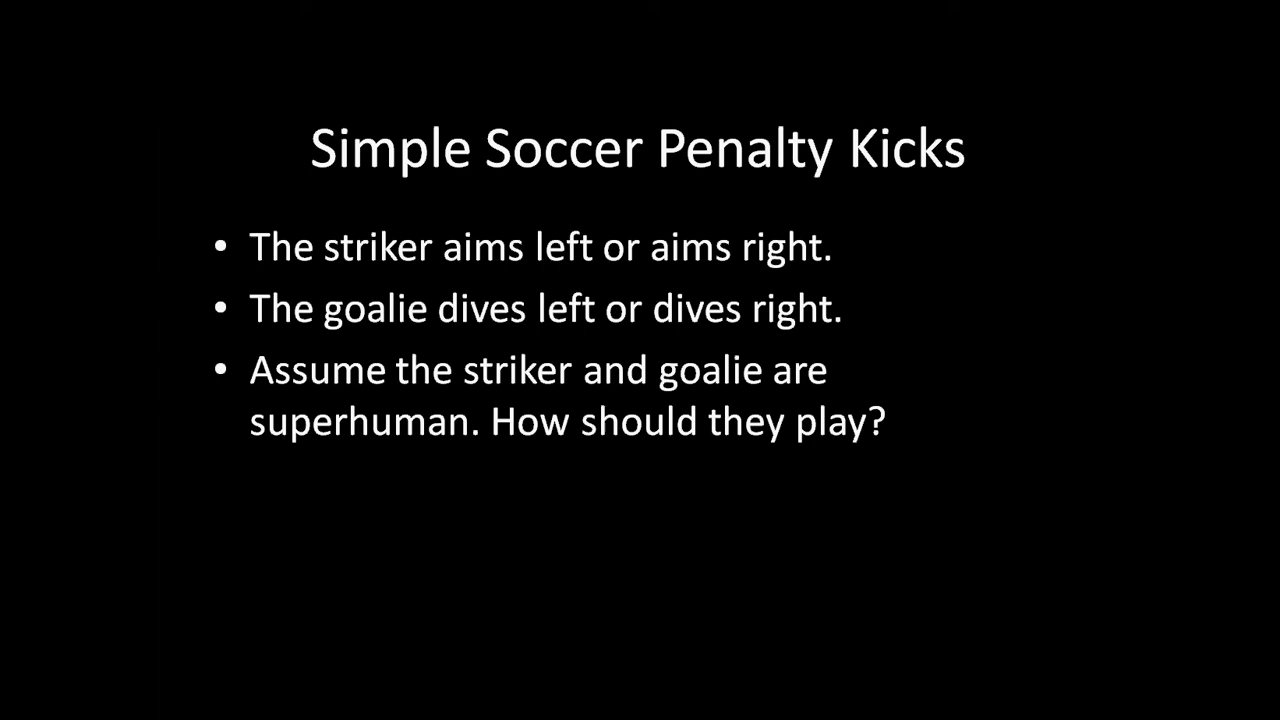 Simple Soccer Penalty Kicks
• The striker aims left or aims right.
• The goalie dives left or dives right.
• Assume the striker and goalie are
superhuman. How should they play?